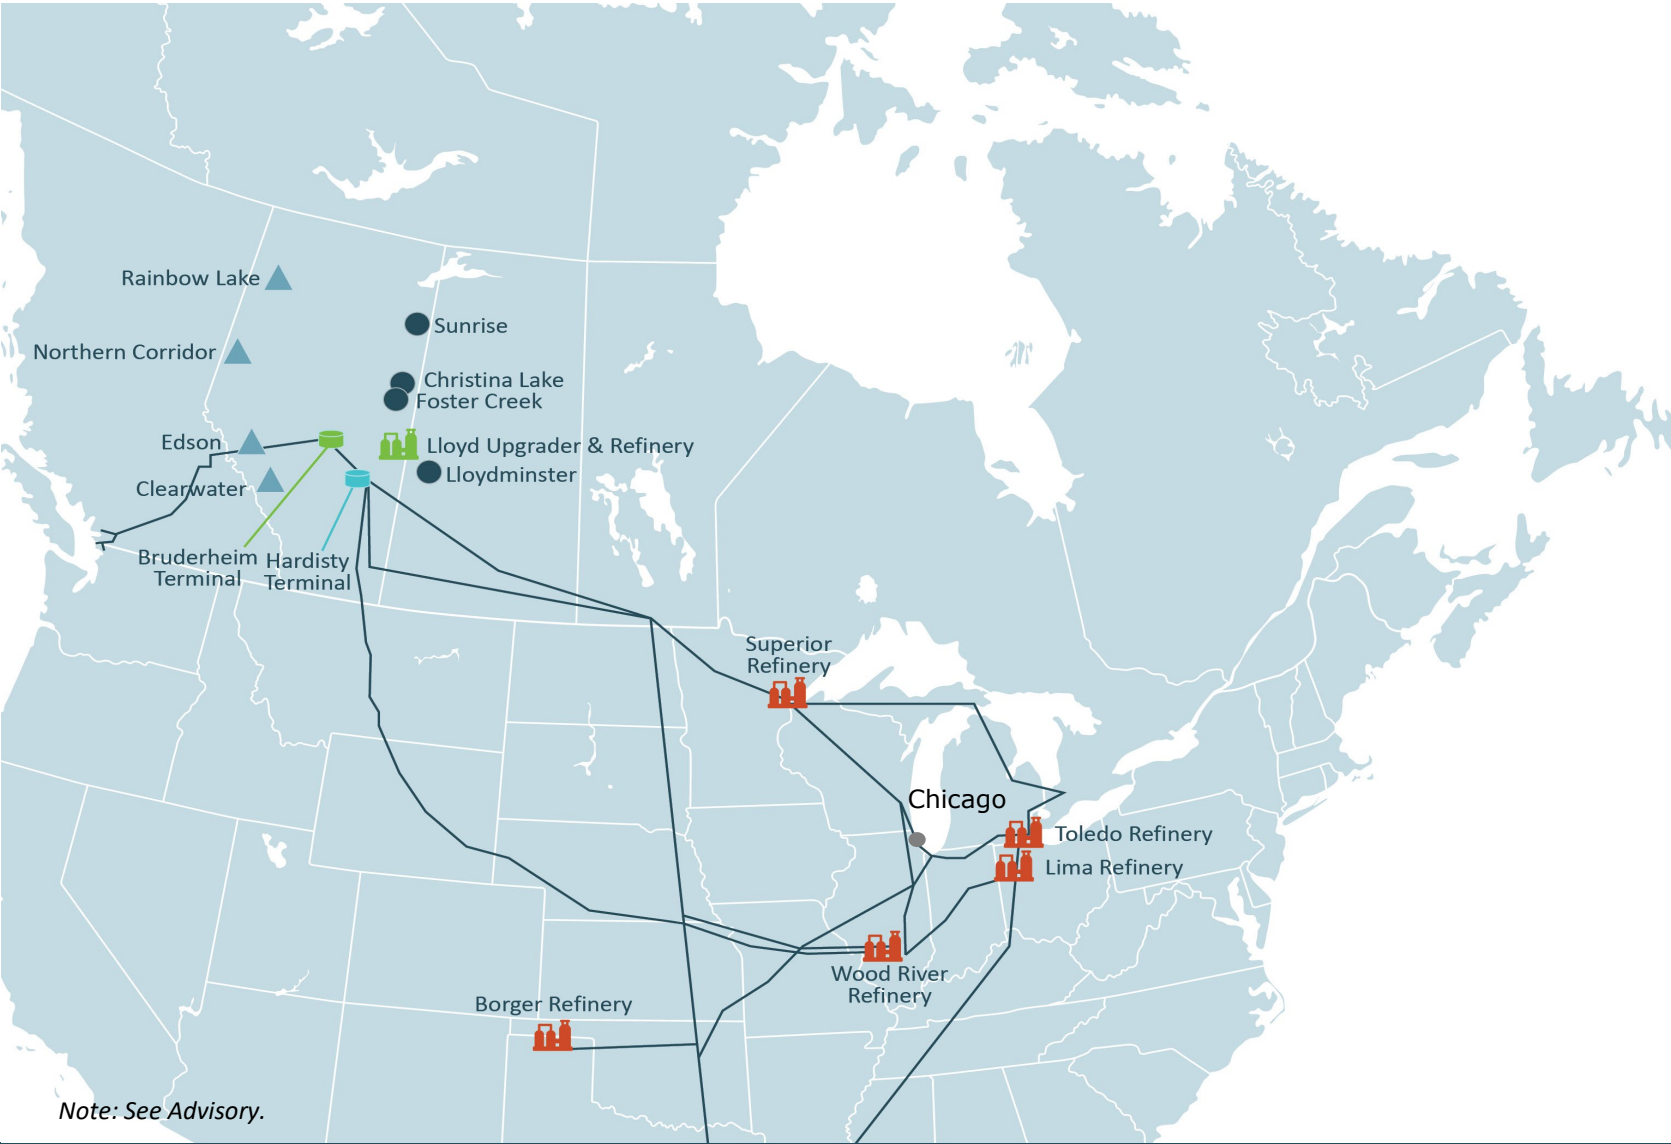 Rainbow Lake
Sunrise
Northern Corridor
Christina Lake
Foster Creek
Edson
Lloyd Upgrader & Refinery
Lloydminster
Clearwater
Bruderheim
Terminal
Hardisty
Terminal
Superior
Refinery
Chicago
Toledo Refinery
Lima Refinery
Wood River
Refinery
Borger Refinery
Note: See Advisory.